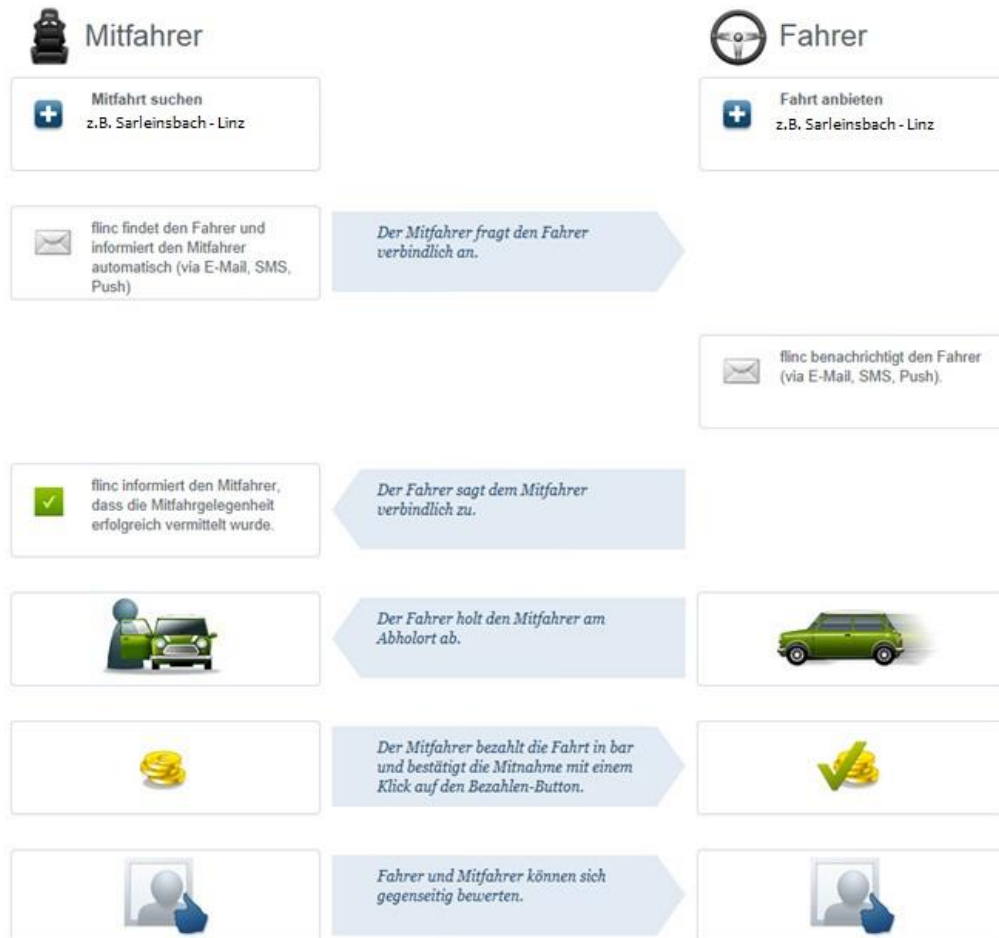 Mitfahrer
Fahrer
Mitfahrt suchen
z.B. Sarleinsbach - Linz
Fahrt anbieten
z.B. Sarleinsbach - Linz
flinc findet den Fahrer und
informiert den Mitfahrer
automatisch (via E-Mail, SMS,
Push)
Der Mitfahrer fragt den Fahrer
verbindlich an.
flinc benachrichtigt den Fahrer
(via E-Mail, SMS, Push).
flinc informiert den Mitfahrer,
dass die Mitfahrgelegenheit
erfolgreich vermittelt wurde.
Der Fahrer sagt dem Mitfahrer
verbindlich zu.
Der Fahrer holt den Mitfahrer am
Abholort ab.
Der Mitfahrer bezahlt die Fahrt in bar
und bestätigt die Mitnahme mit einem
Klick auf den Bezahlen-Button.
Fahrer und Mitfahrer können sich
gegenseitig bewerten.